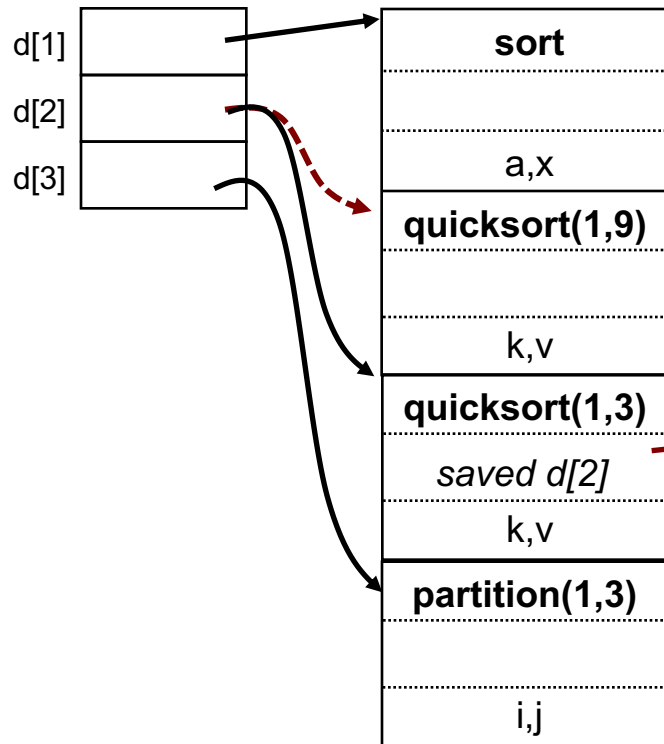 d[1]
d[2]
d[3]
sort
a,x
quicksort(1,9)
k,v
quicksort(1,3)
saved d[2]
k,v
partition(1,3)
i,j